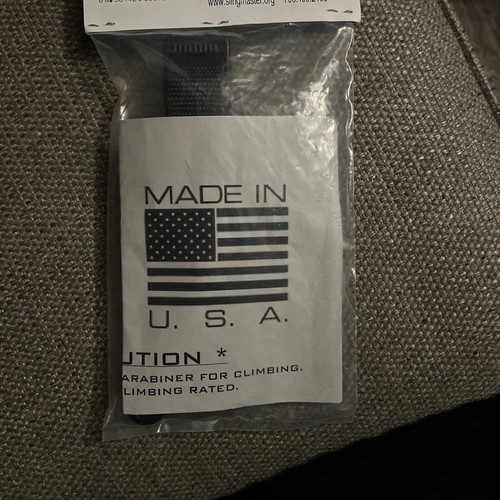 www.slingmaster.org
MADE IN
U. S. A.
UTION *
ARABINER FOR CLIMBING.
LIMBING RATED.